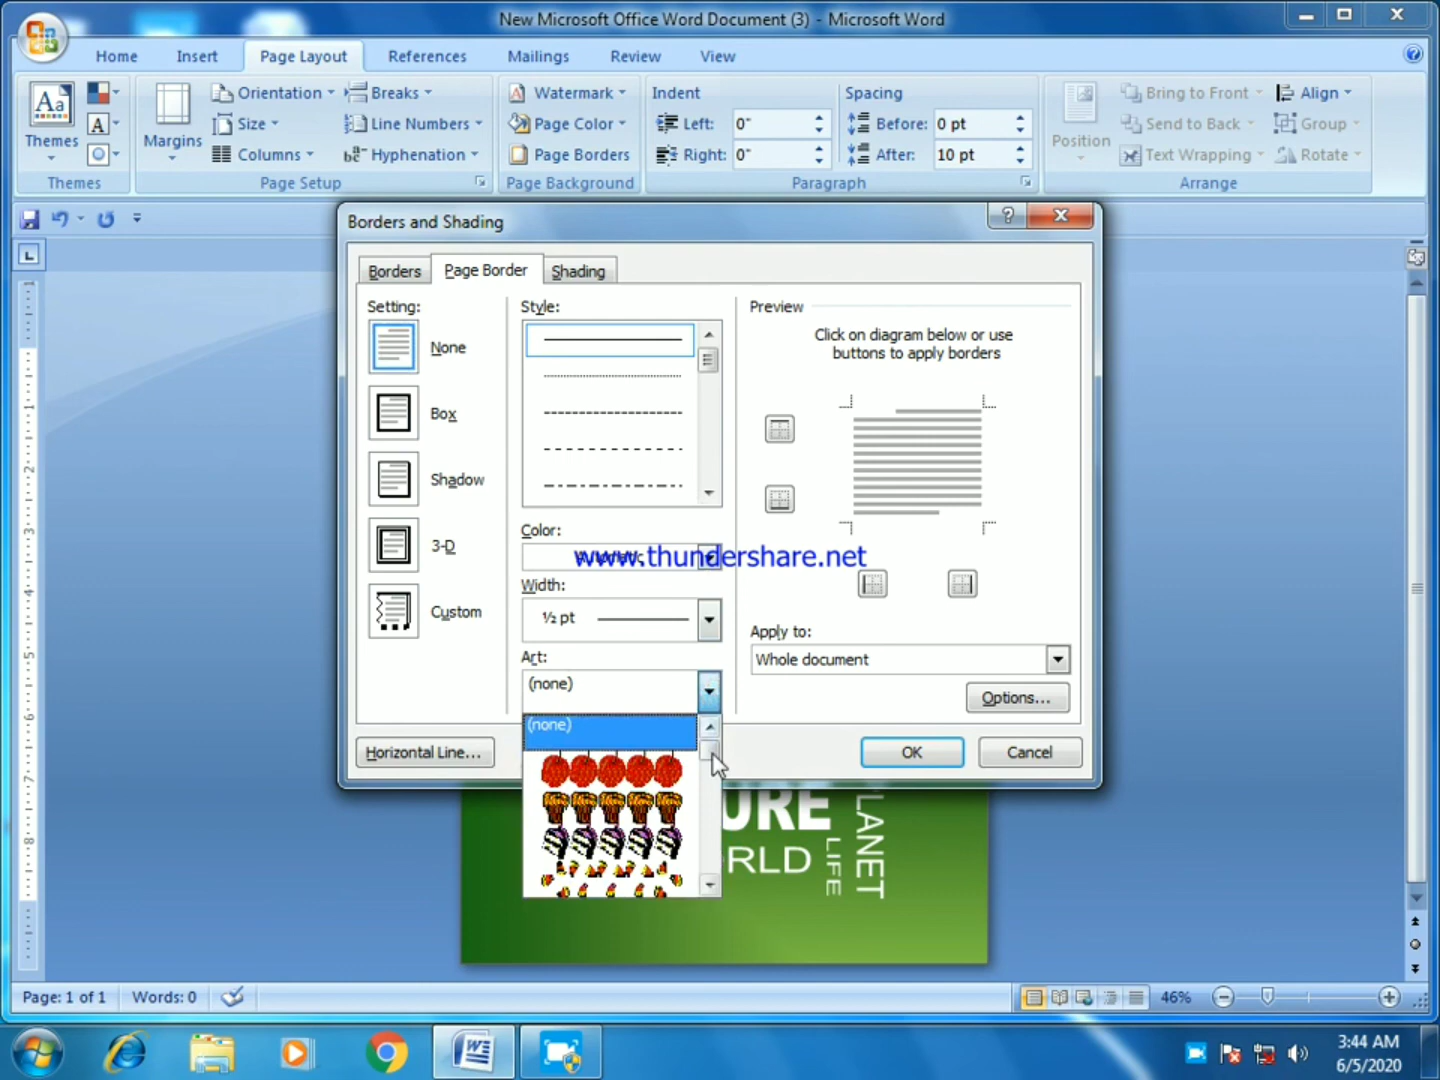 New Microsoft Office Word Document (3) - Microsoft Word
Home Insert Page Layout References Mailings Review View
Aa
Themes
A
Themes
Margins
Orientation
Size
Columns
Breaks
Line Numbers
Hyphenation
Page Setup
Watermark
Page Color
Page Borders
Page Background
Indent
Left: 0"
Right: 0"
Spacing
Before: 0 pt
After: 10 pt
Paragraph
Position
Bring to Front
Send to Back
Text Wrapping
Align
Group
Rotate
Arrange
Borders and Shading
Borders Page Border Shading
Setting:
None
Box
Shadow
3-D
Custom
Style:
Color:
www.thundershare.net
Width:
½ pt
Art:
(none)
(none)
Preview
Click on diagram below or use
buttons to apply borders
Apply to:
Whole document
Options...
Horizontal Line...
OK
Cancel
URE
PLANET
RLD
LIFE
Page: 1 of 1 Words: 0
46%
3:44 AM
6/5/2020